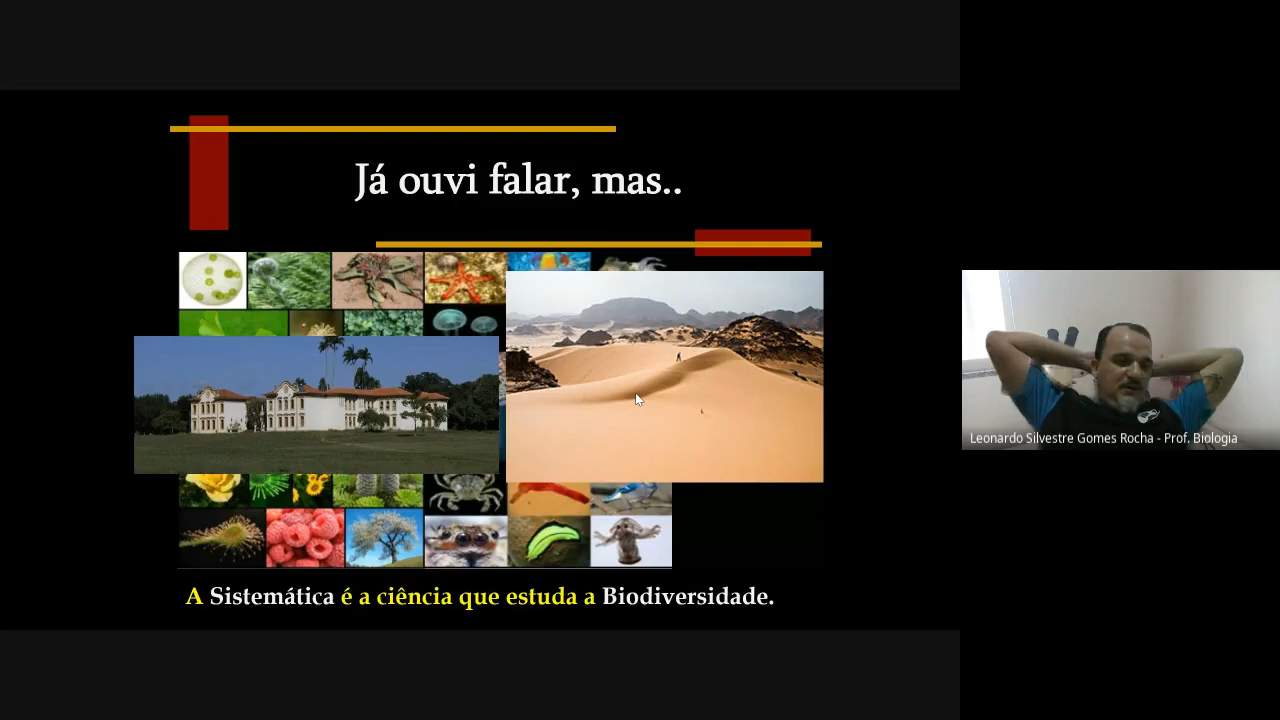 Já ouvi falar, mas..
Leonardo Silvestre Gomes Rocha - Prof. Biologia
A Sistemática é a ciência que estuda a Biodiversidade.